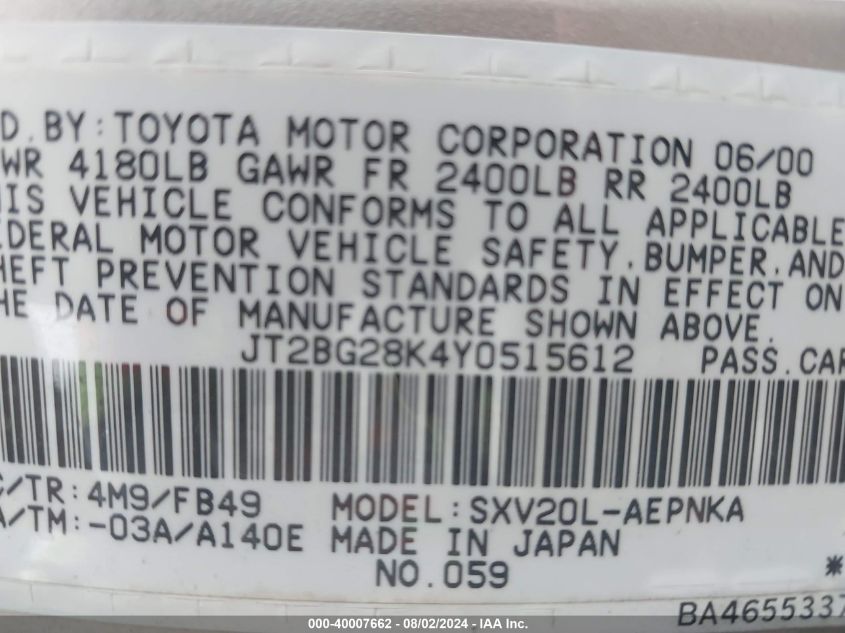 D. BY: TOYOTA MOTOR CORPORATION 06/00
WR 4180LB GAWR FR 2400LB RR 2400LB
HIS VEHICLE CONFORMS TO ALL APPLICABLE
EDERAL MOTOR VEHICLE SAFETY, BUMPER, AND
HEFT PREVENTION STANDARDS IN EFFECT ON
HE DATE OF MANUFACTURE SHOWN ABOVE.
JT2BG28K4Y0515612 PASS. CAR
C/TR: 4M9/FB49 MODEL: SXV20L-AEPNKA
A/TM: -03A/A140E MADE IN JAPAN
NO. 059 *
BA4655337
000-40007662 - 08/02/2024 - IAA Inc.